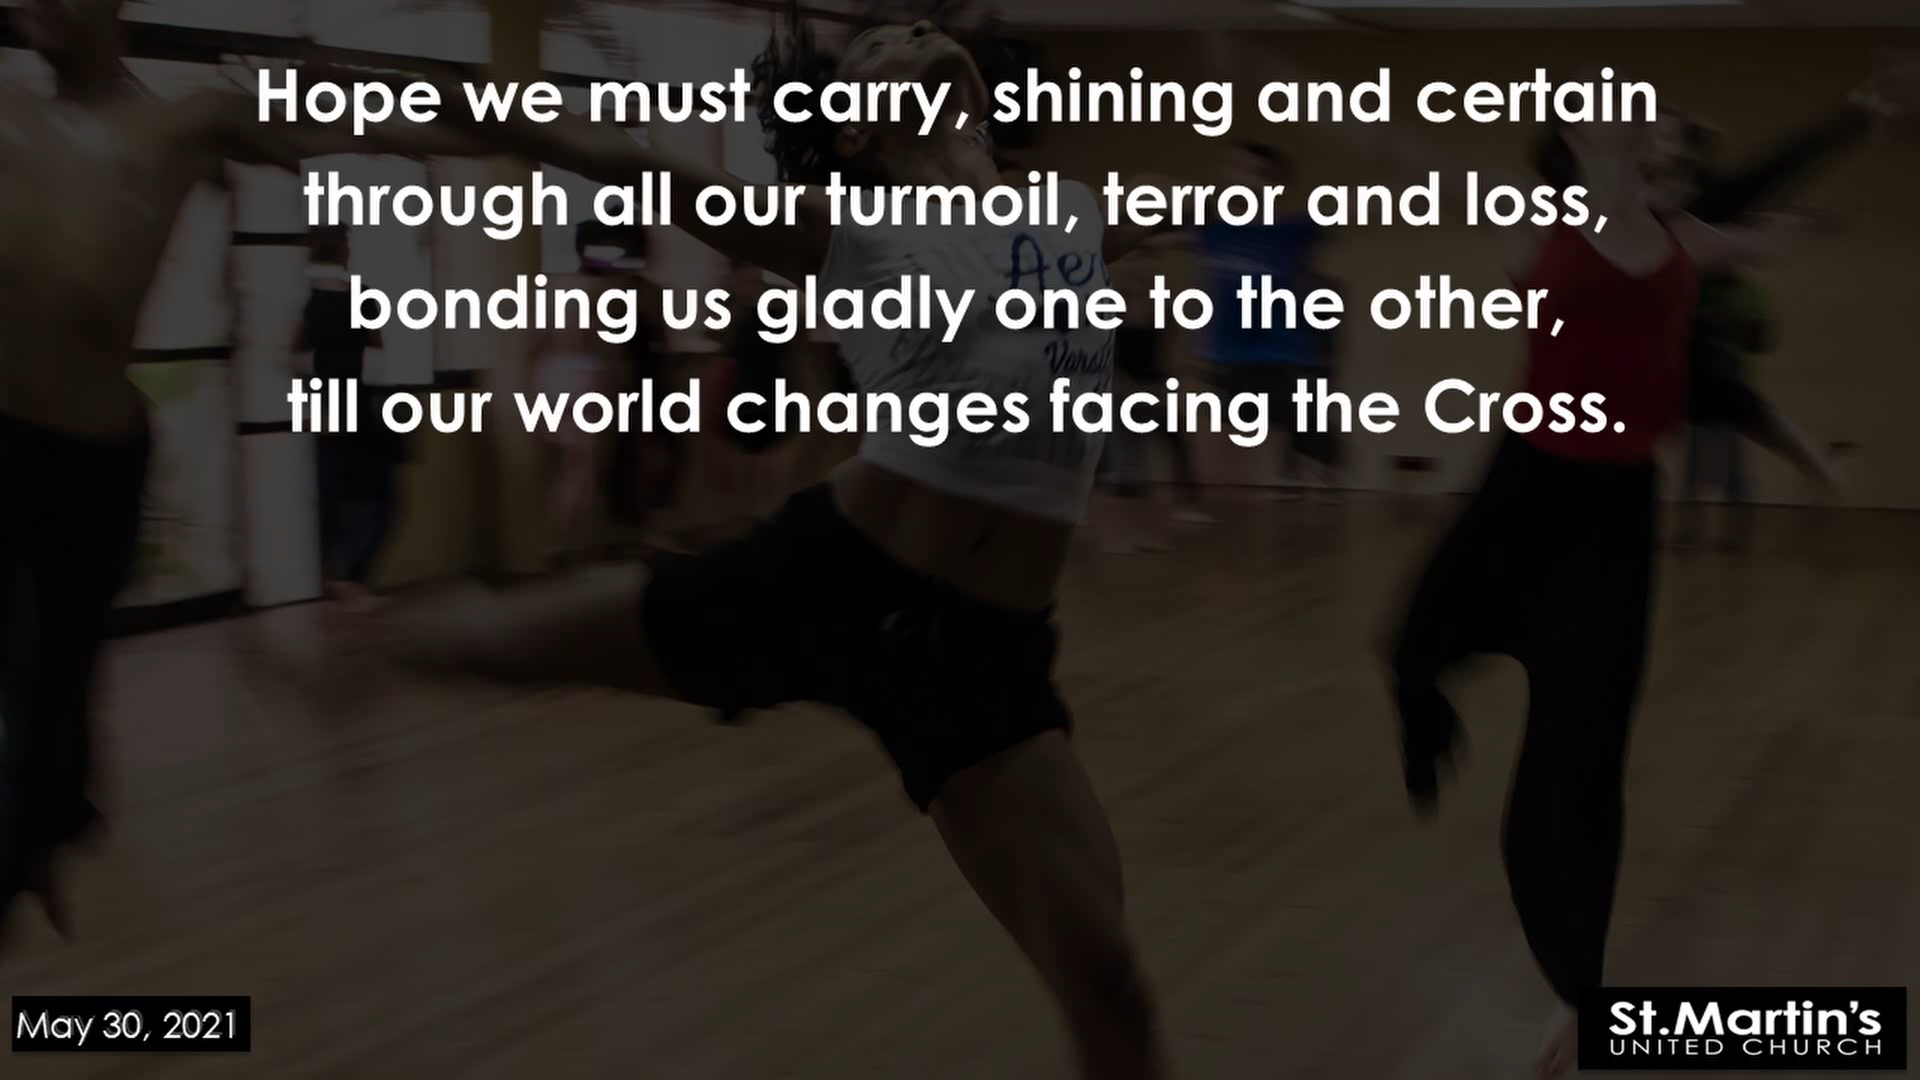 Hope we must carry, shining and certain
through all our turmoil, terror and loss,
bonding us gladly one to the other,
till our world changes facing the Cross.
Ae
May 30, 2021
St.Martin's
UNITED CHURCH